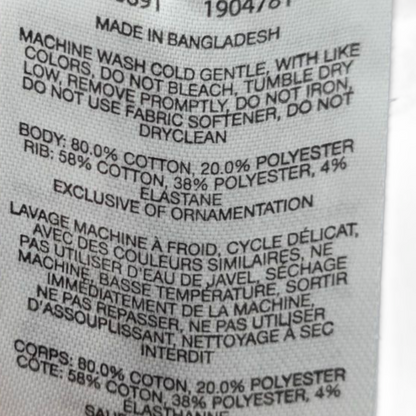 MADE IN BANGLADESH
MACHINE WASH COLD GENTLE, WITH LIKE
COLORS, DO NOT BLEACH, TUMBLE DRY
LOW, REMOVE PROMPTLY, DO NOT IRON,
DO NOT USE FABRIC SOFTENER, DO NOT
DRYCLEAN
BODY: 80.0% COTTON, 20.0% POLYESTER
RIB: 58% COTTON, 38% POLYESTER, 4%
ELASTANE
EXCLUSIVE OF ORNAMENTATION
LAVAGE MACHINE À FROID, CYCLE DÉLICAT,
AVEC DES COULEURS SIMILAIRES, NE
PAS UTILISER D'EAU DE JAVEL, SÉCHAGE
MACHINE, BASSE TEMPÉRATURE, SORTIR
IMMÉDIATEMENT DE LA MACHINE,
NE PAS REPASSER, NE PAS UTILISER
D'ASSOUPLISSANT, NETTOYAGE À SEC
INTERDIT
CORPS: 80.0% COTON, 20.0% POLYESTER
CÔTE: 58% COTON, 38% POLYESTER, 4%
ÉLASTHANNE